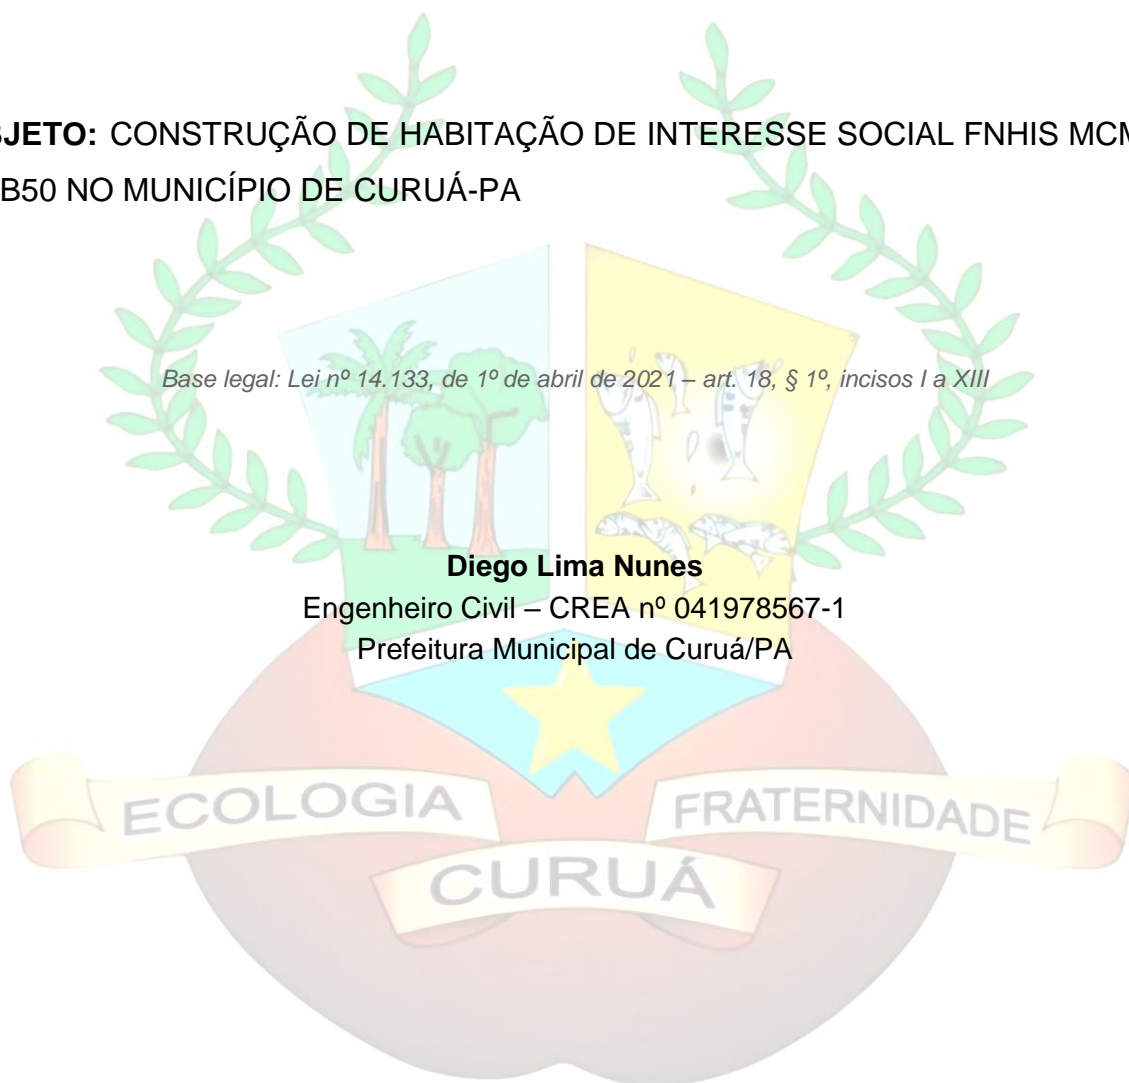 BJETO: CONSTRUÇÃO DE HABITAÇÃO DE INTERESSE SOCIAL FNHIS MCM
B50 NO MUNICÍPIO DE CURUÁ-PA
Base legal: Lei nº 14.133, de 1º de abril de 2021 – art. 18, § 1º, incisos I a XIII
Diego Lima Nunes
Engenheiro Civil – CREA nº 041978567-1
Prefeitura Municipal de Curuá/PA
ECOLOGIA
FRATERNIDADE
CURUÁ